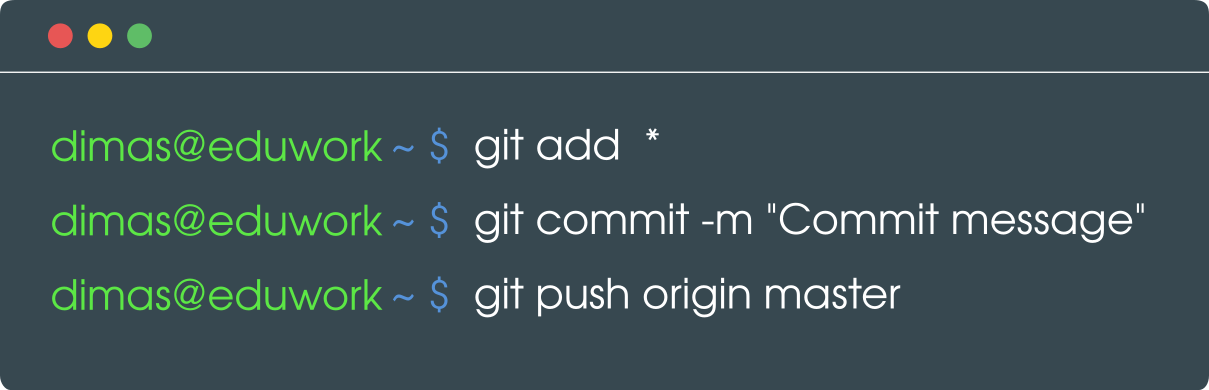 dimas@eduwork ~ $ git add *
dimas@eduwork ~ $ git commit -m "Commit message"
dimas@eduwork ~ $ git push origin master